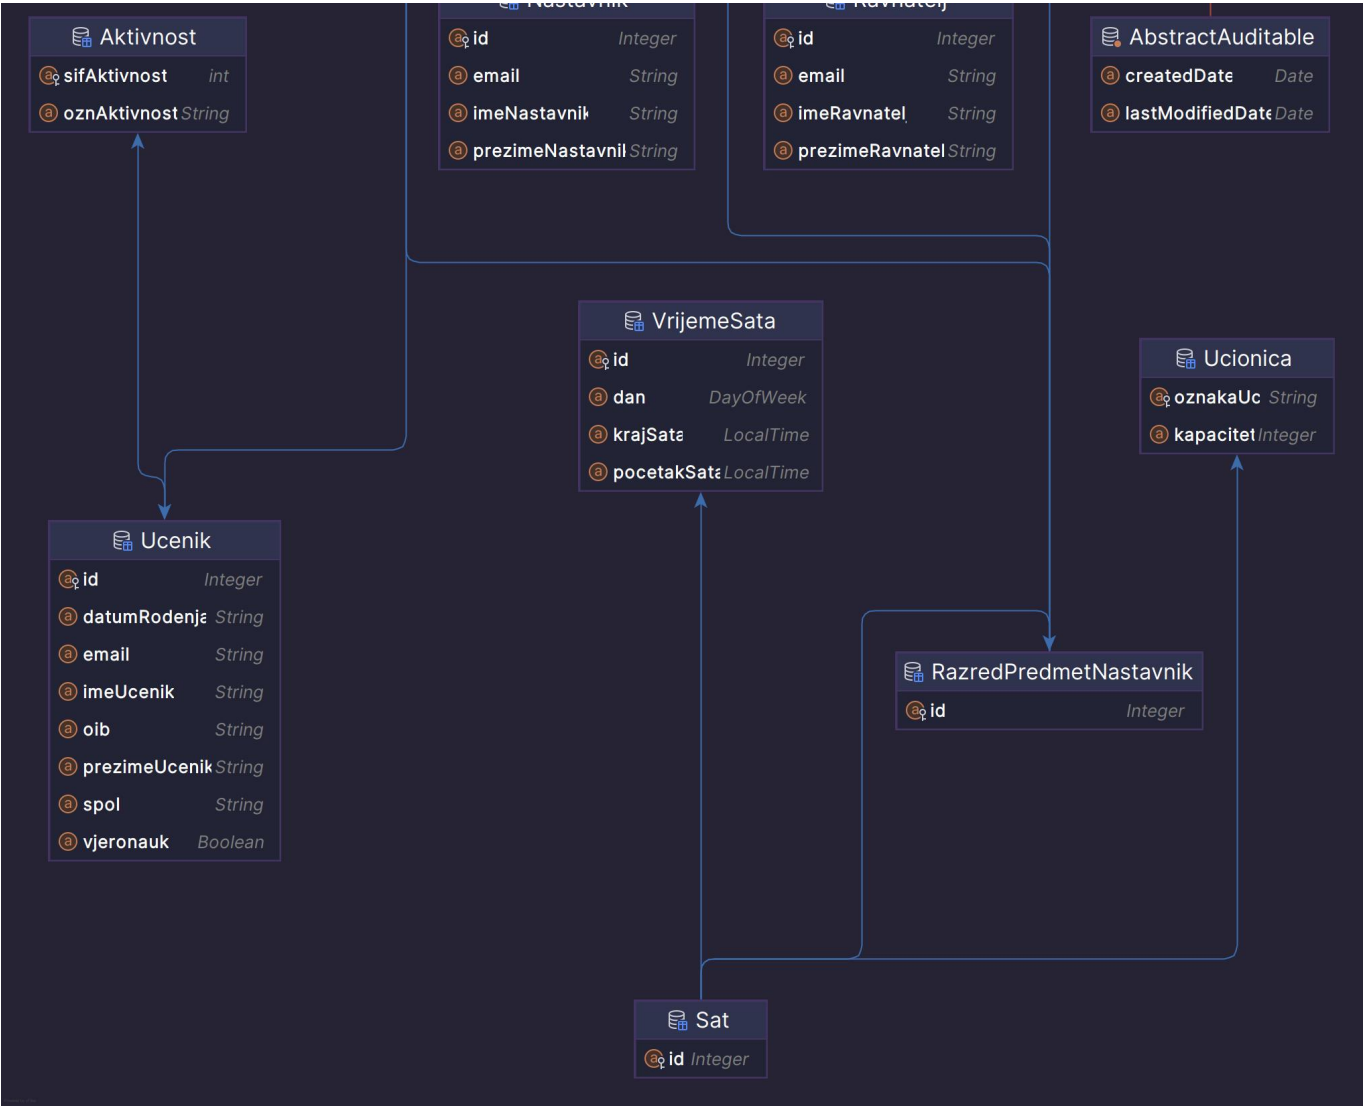 Aktivnost
sifAktivnost int
oznAktivnost String
Nastavnik
id Integer
email String
imeNastavnik String
prezimeNastavnil String
Ravnatelj
id Integer
email String
imeRavnatelj String
prezimeRavnatel String
AbstractAuditable
createdDate Date
lastModifiedDate Date
VrijemeSata
id Integer
dan DayOfWeek
krajSata LocalTime
pocetakSata LocalTime
Ucionica
oznakaUc String
kapacitet Integer
Ucenik
id Integer
datumRodenja String
email String
imeUcenik String
oib String
prezimeUcenik String
spol String
vjeronauk Boolean
RazredPredmetNastavnik
id Integer
Sat
id Integer